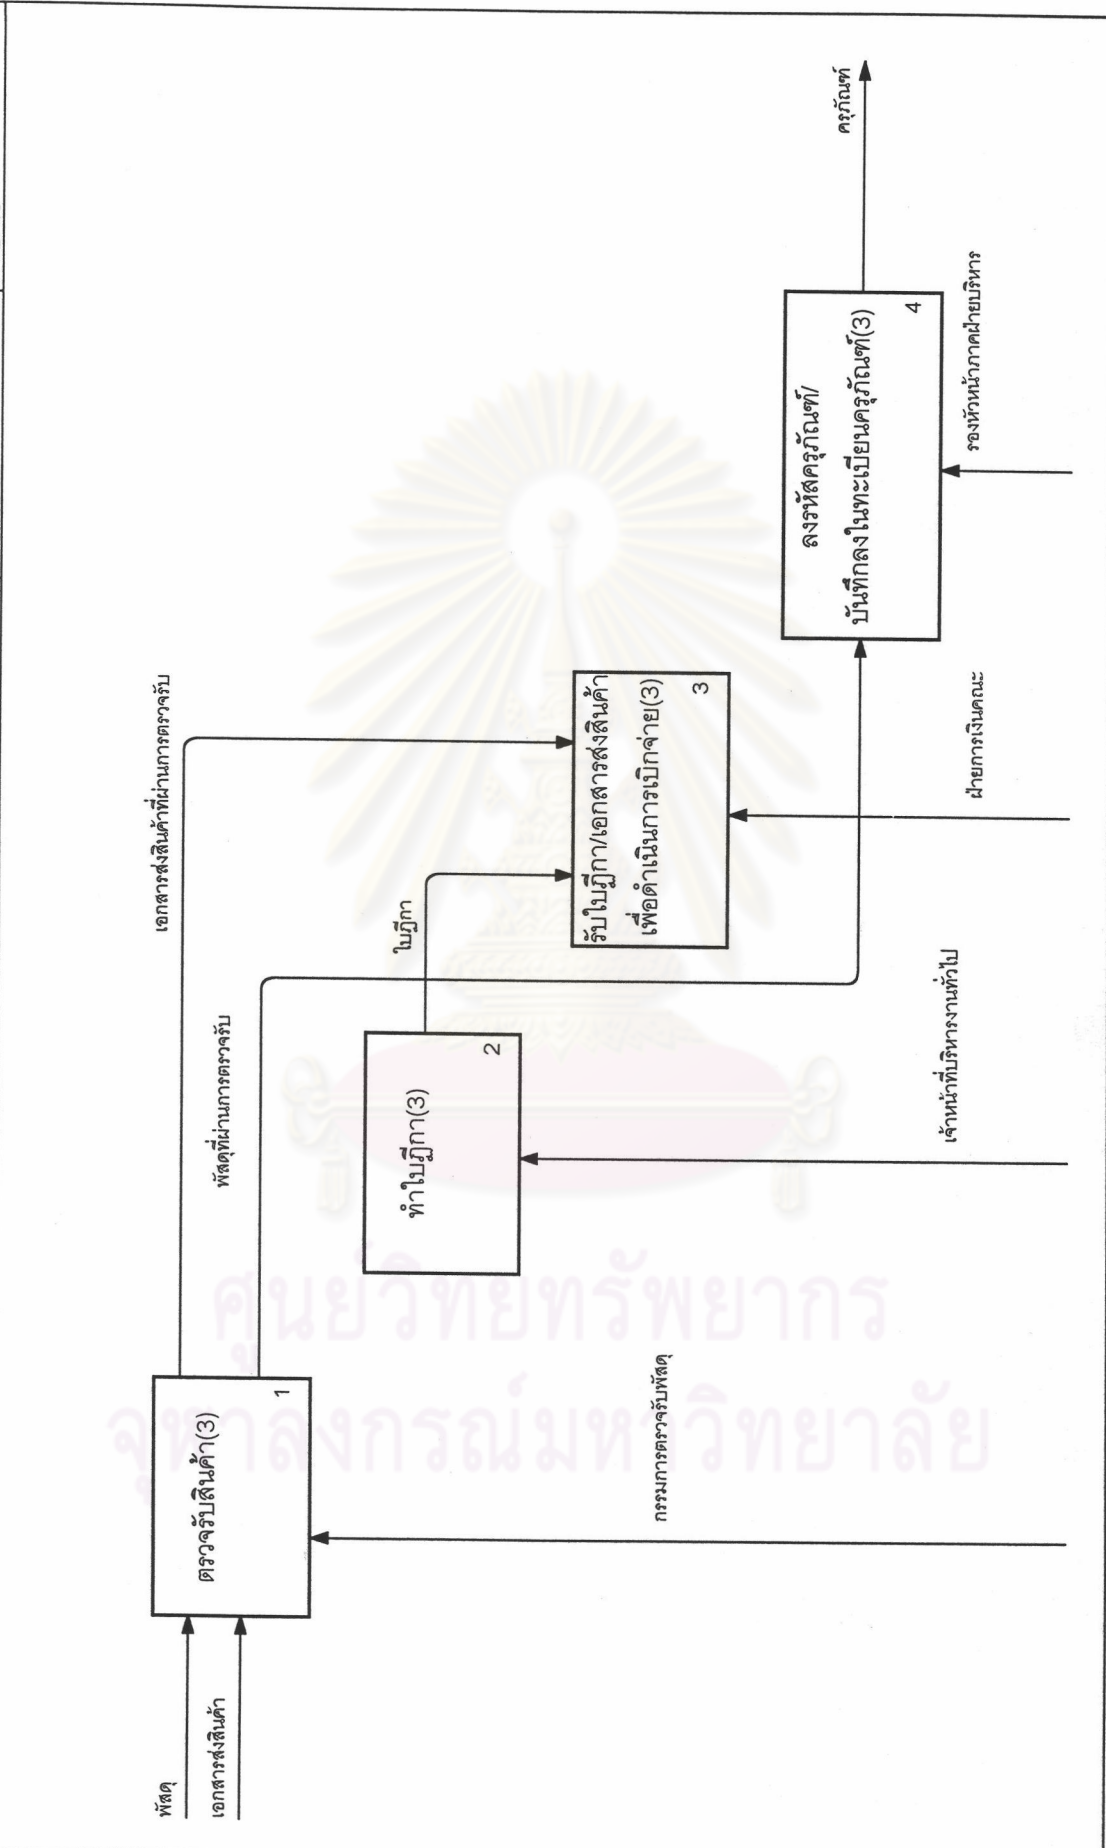 พัสดุ
เอกสารส่งสินค้า
ตรวจรับสินค้า(3)
1
เอกสารส่งสินค้าที่ผ่านการตรวจรับ
พัสดุที่ผ่านการตรวจรับ
กรรมการตรวจรับพัสดุ
ทำใบฎีกา(3)
2
ใบฎีกา
เจ้าหน้าที่บริหารงานทั่วไป
รับใบฎีกา/เอกสารส่งสินค้า
เพื่อดำเนินการเบิกจ่าย(3)
3
ฝ่ายการเงินคณะ
ลงรหัสครุภัณฑ์/
บันทึกลงในทะเบียนครุภัณฑ์(3)
4
รองหัวหน้าภาคฝ่ายบริหาร
ครุภัณฑ์
ศูนย์วิทยทรัพยากร
จุฬาลงกรณ์มหาวิทยาลัย